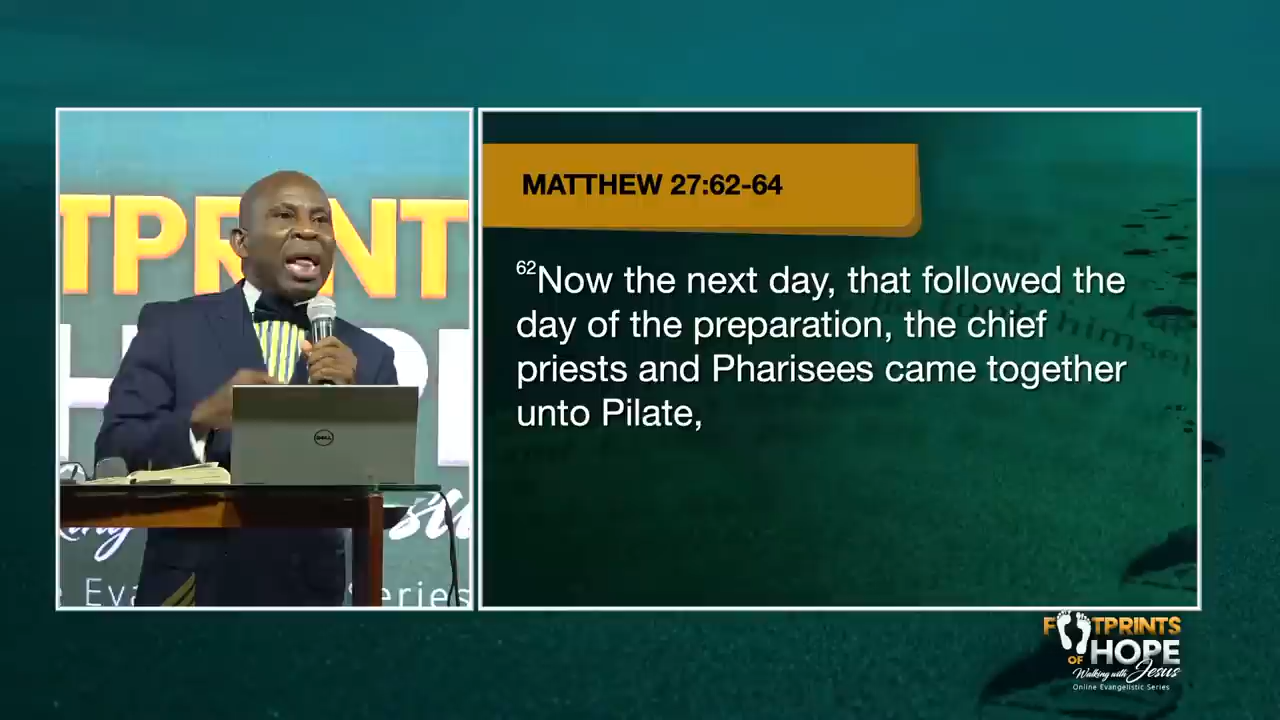 TPRINT
MATTHEW 27:62-64
62Now the next day, that followed the
day of the preparation, the chief
priests and Pharisees came together
unto Pilate,
DELL
FOOTPRINTS
OF HOPE
Walking with Jesus
Online Evangelistic Series